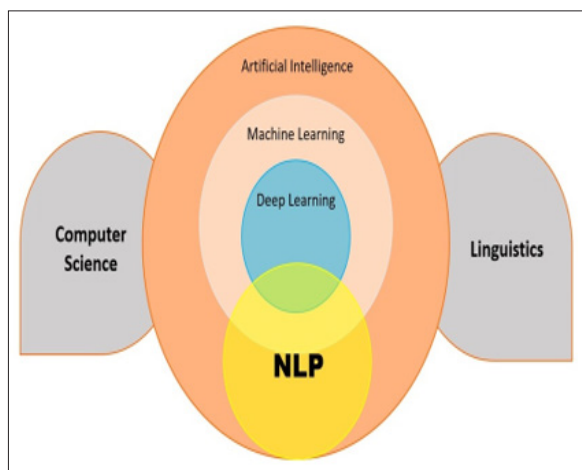 Artificial Intelligence
Machine Learning
Deep Learning
Computer
Science
Linguistics
NLP